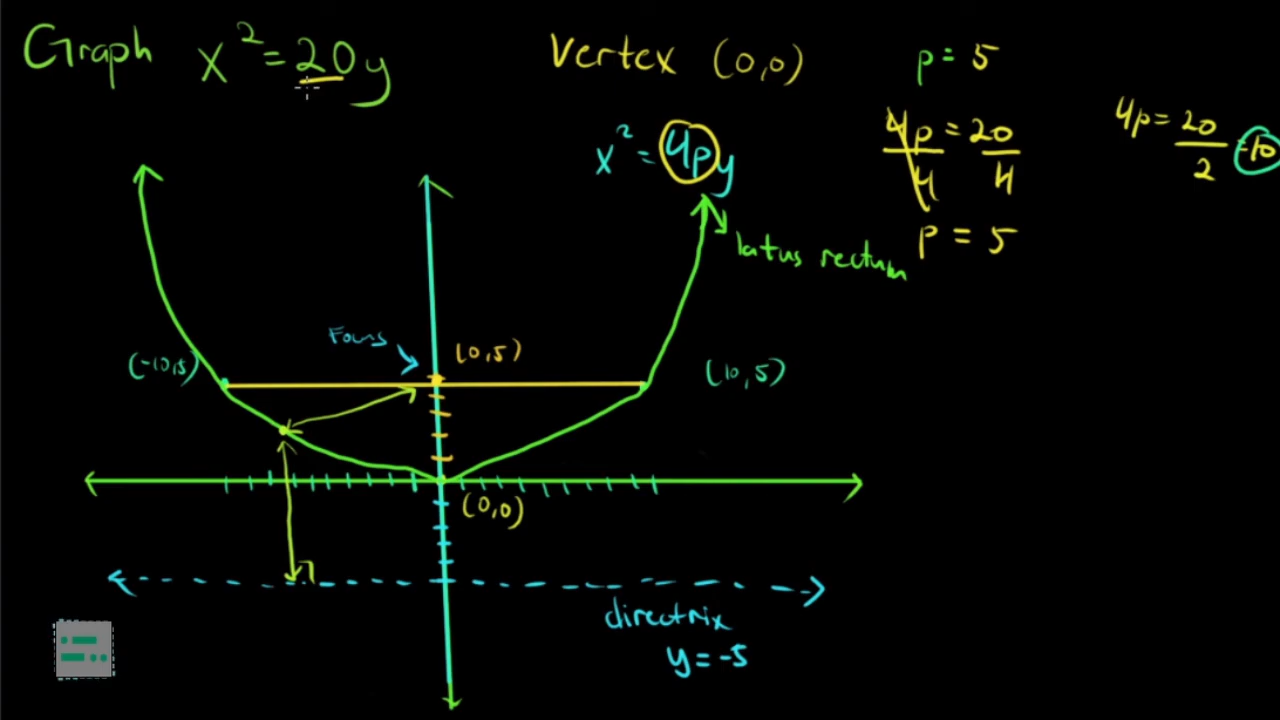 Graph x² = 20y
Vertex (0,0)
p = 5
x² = 4py
4p = 20
4 4
p = 5
4p = 20 = 10
2
latus rectum
Focus
(0,5)
(-10,5)
(10,5)
(0,0)
directrix
y = -5